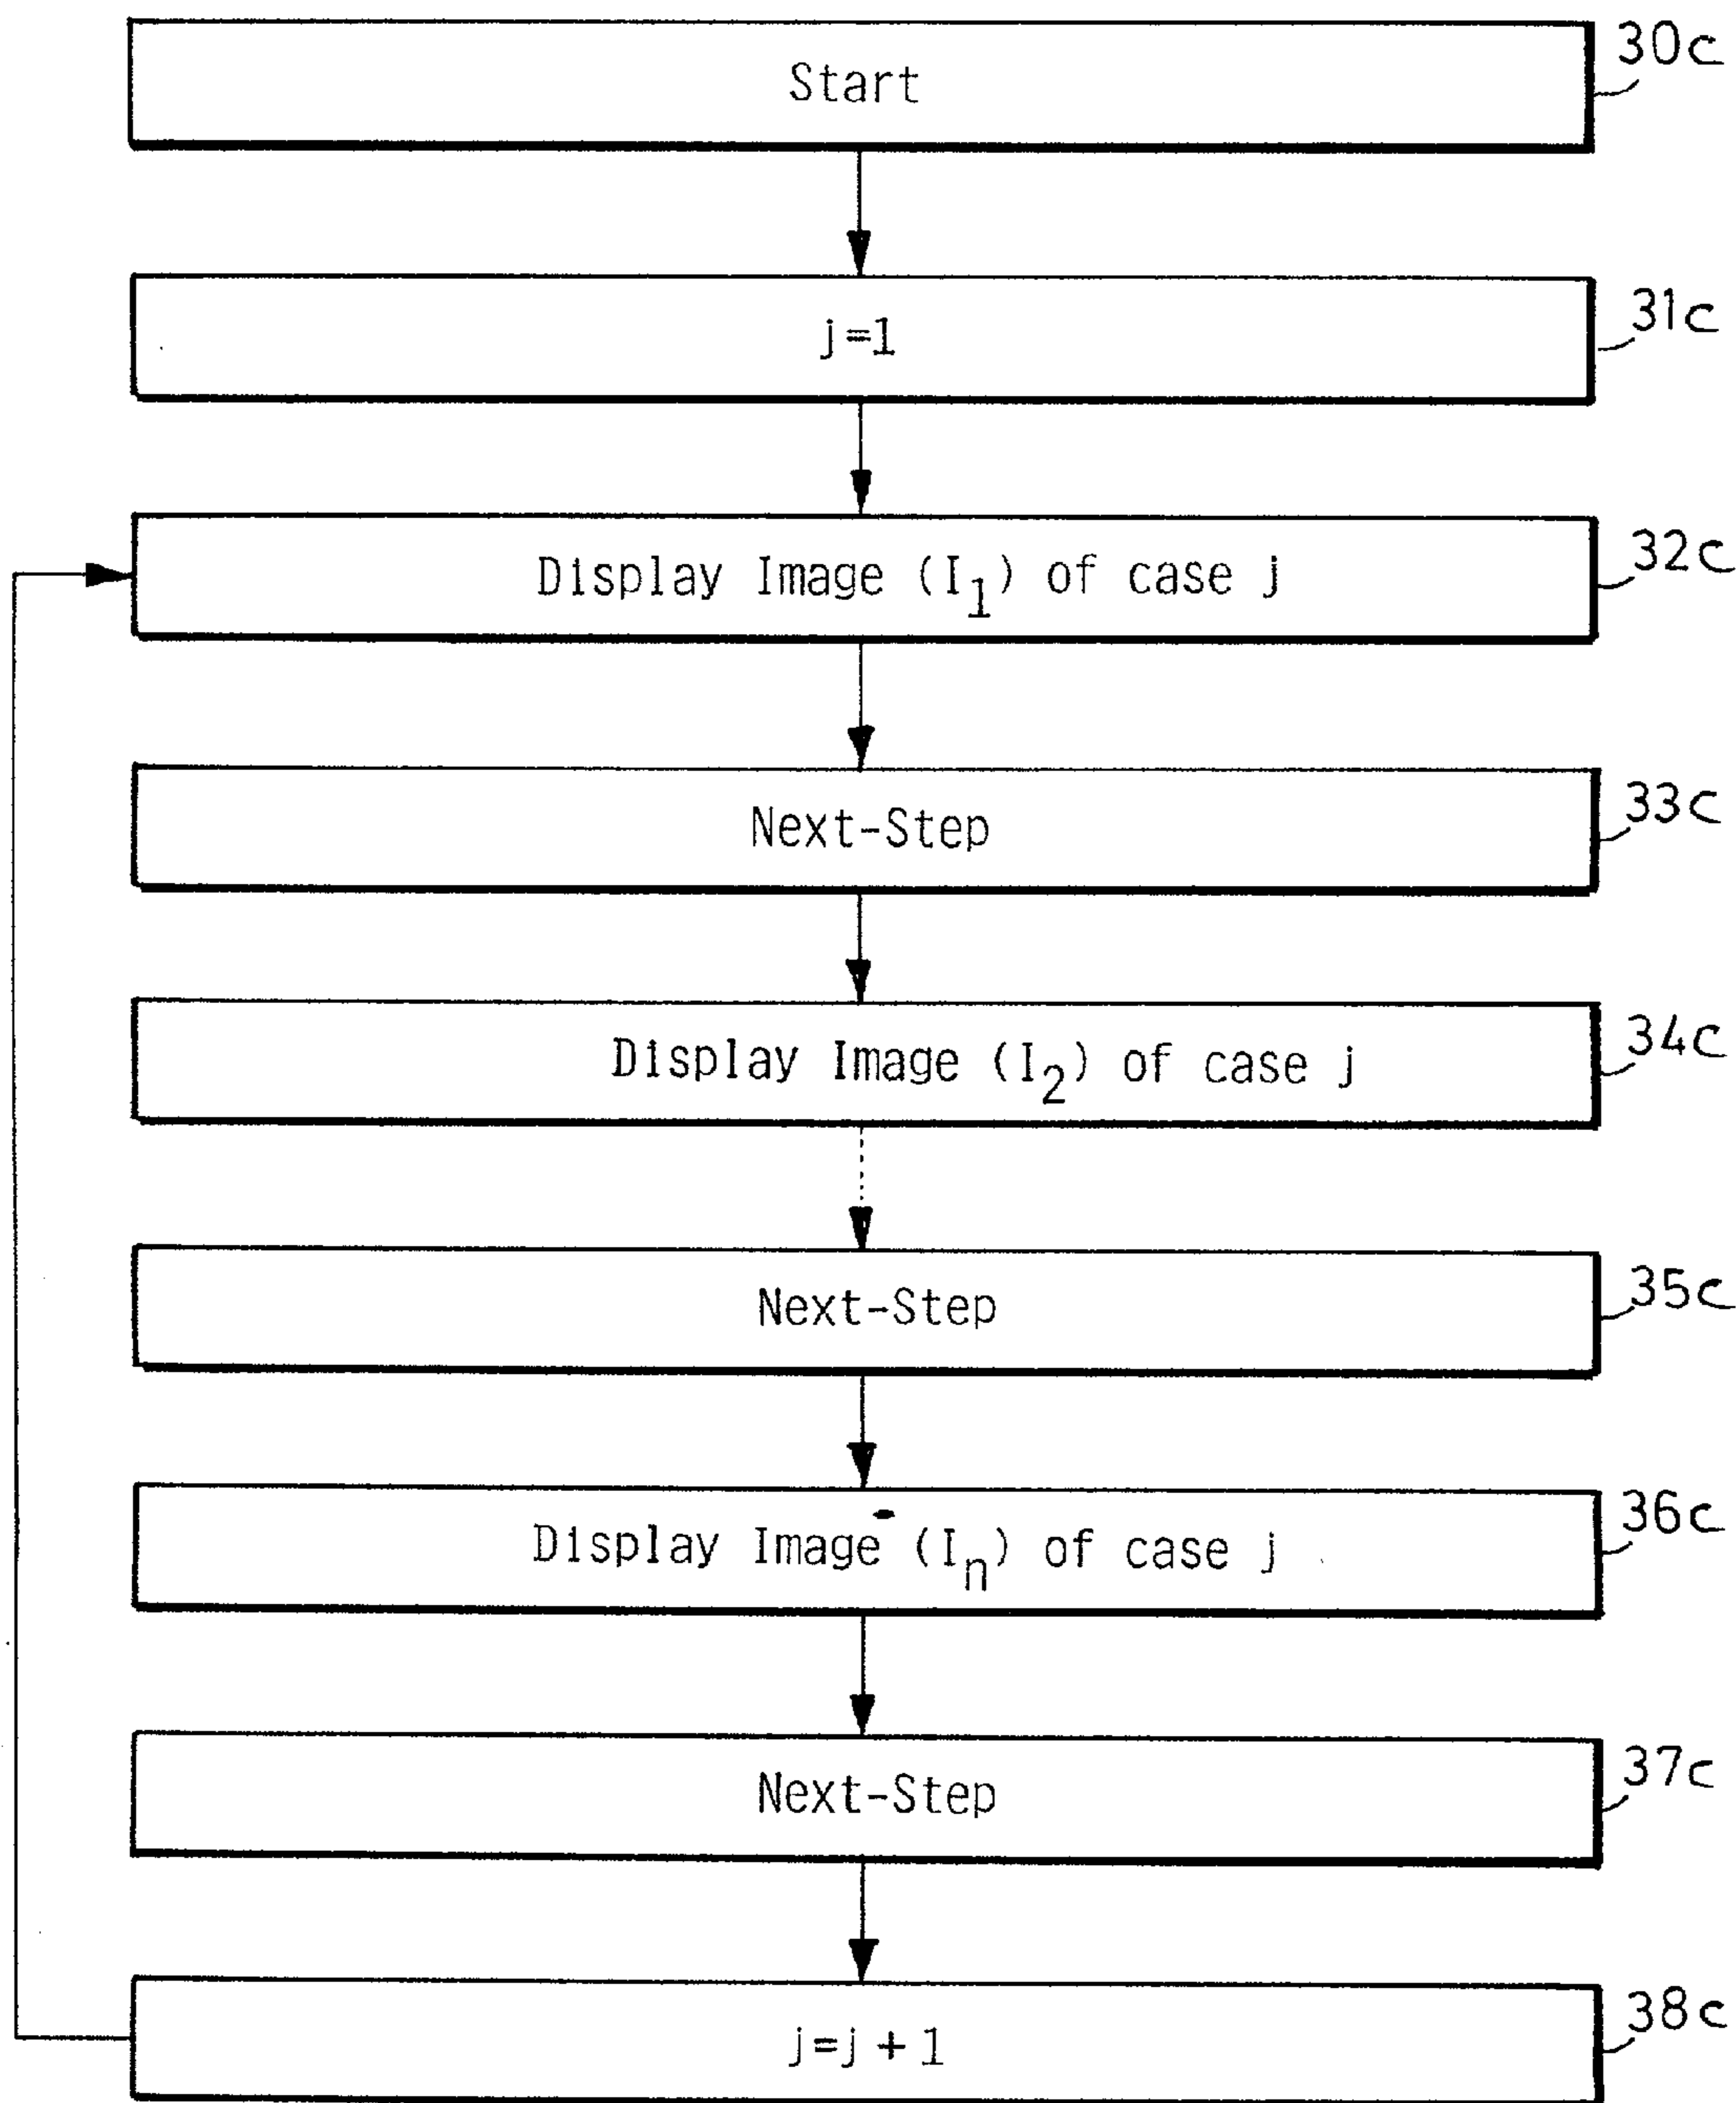 30c
Start
31c
j=1
32c
Display Image (I₁) of case j
33c
Next-Step
34c
Display Image (I₂) of case j
35c
Next-Step
36c
Display Image (Iₙ) of case j
37c
Next-Step
38c
j=j + 1